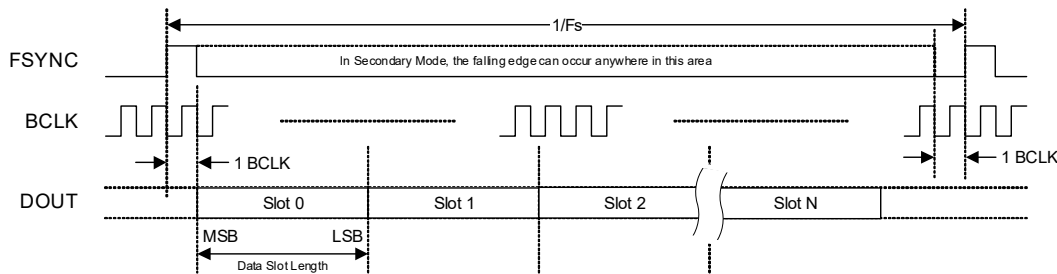 1/Fs
FSYNC
In Secondary Mode, the falling edge can occur anywhere in this area
BCLK
1 BCLK
1 BCLK
DOUT
Slot 0
Slot 1
Slot 2
Slot N
MSB
LSB
Data Slot Length